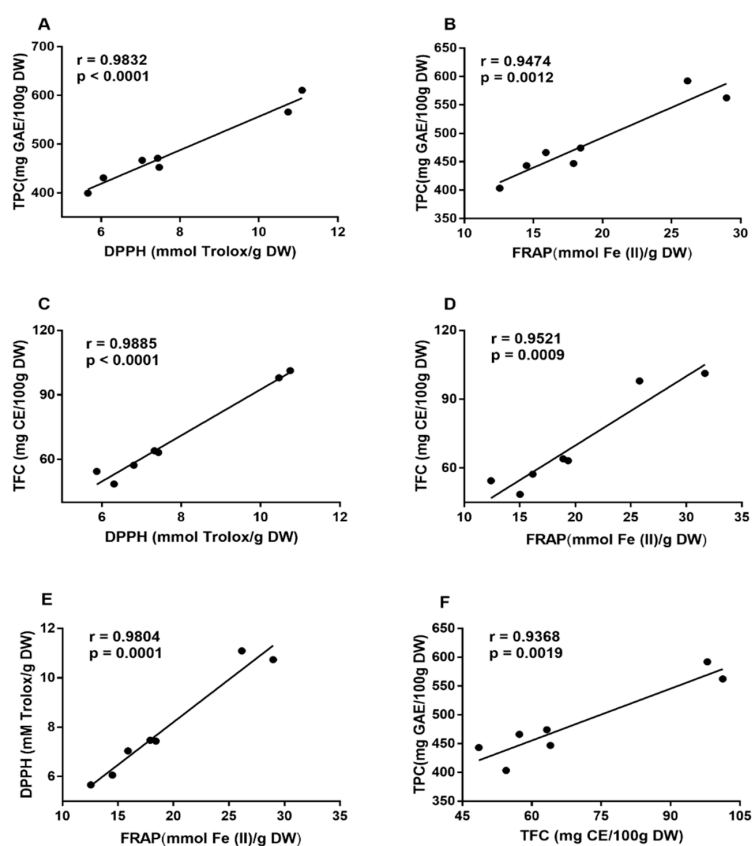 A
r = 0.9832
p < 0.0001
TPC(mg GAE/100g DW)
700
600
500
400
6 8 10 12
DPPH (mmol Trolox/g DW)
B
r = 0.9474
p = 0.0012
TPC(mg GAE/100g DW)
650
600
550
500
450
400
350
10 15 20 25 30
FRAP(mmol Fe (II)/g DW)
C
r = 0.9885
p < 0.0001
TFC (mg CE/100g DW)
120
90
60
6 8 10 12
DPPH (mmol Trolox/g DW)
D
r = 0.9521
p = 0.0009
TFC (mg CE/100g DW)
120
90
60
10 15 20 25 30 35
FRAP(mmol Fe (II)/g DW)
E
r = 0.9804
p = 0.0001
DPPH (mM Trolox/g DW)
12
10
8
6
10 15 20 25 30 35
FRAP(mmol Fe (II)/g DW)
F
r = 0.9368
p = 0.0019
TPC(mg GAE/100g DW)
650
600
550
500
450
400
350
45 60 75 90 105
TFC (mg CE/100g DW)